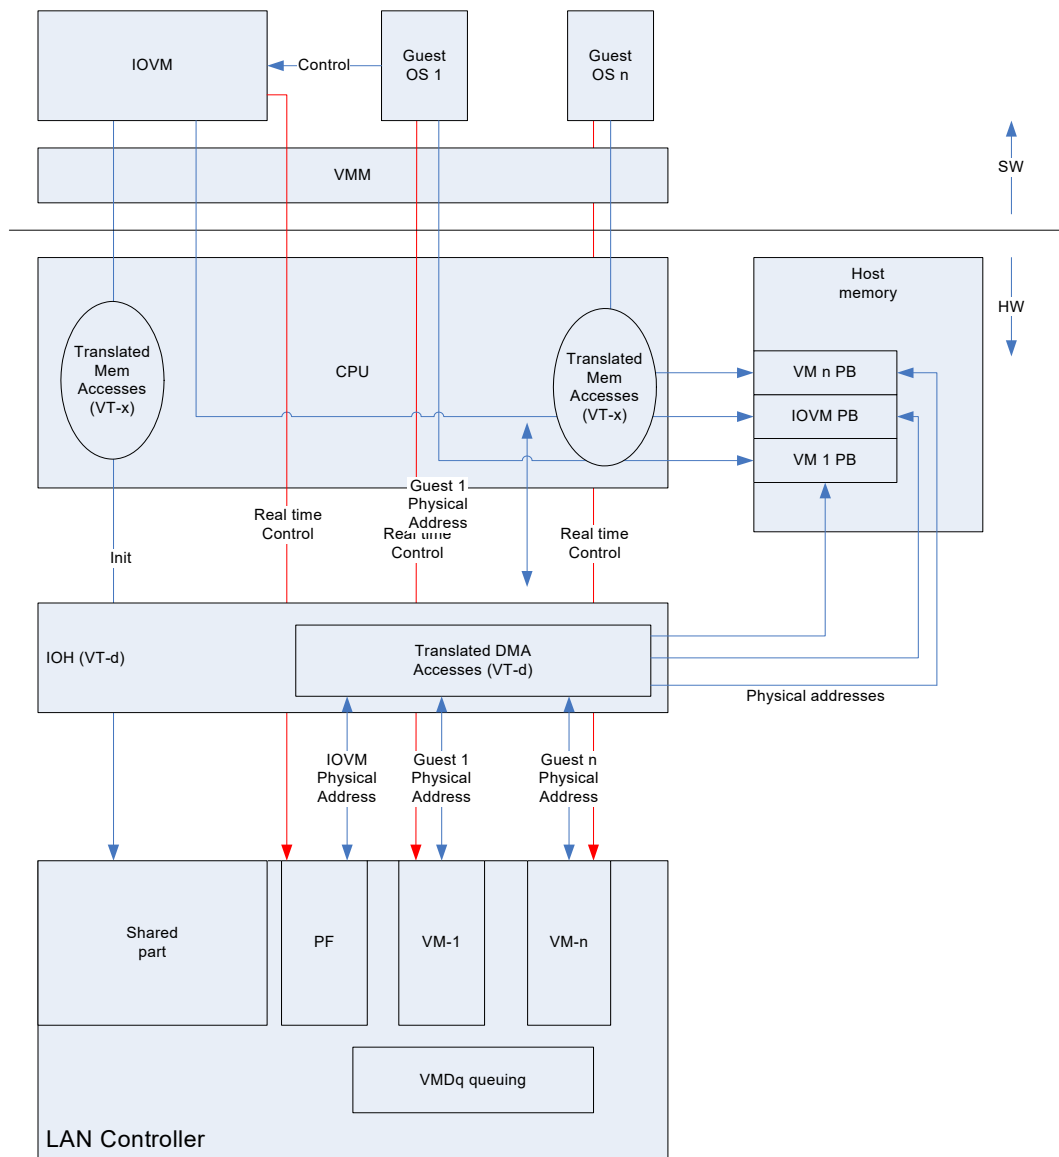 IOVM
Control
Guest
OS 1
Guest
OS n
VMM
SW
HW
Host
memory
Translated
Mem
Accesses
(VT-x)
CPU
Translated
Mem
Accesses
(VT-x)
VM n PB
IOVM PB
VM 1 PB
Guest 1
Physical
Address
Real time
Control
Real time
Control
Real time
Control
Init
IOH (VT-d)
Translated DMA
Accesses (VT-d)
Physical addresses
IOVM
Physical
Address
Guest 1
Physical
Address
Guest n
Physical
Address
Shared
part
PF
VM-1
VM-n
VMDq queuing
LAN Controller